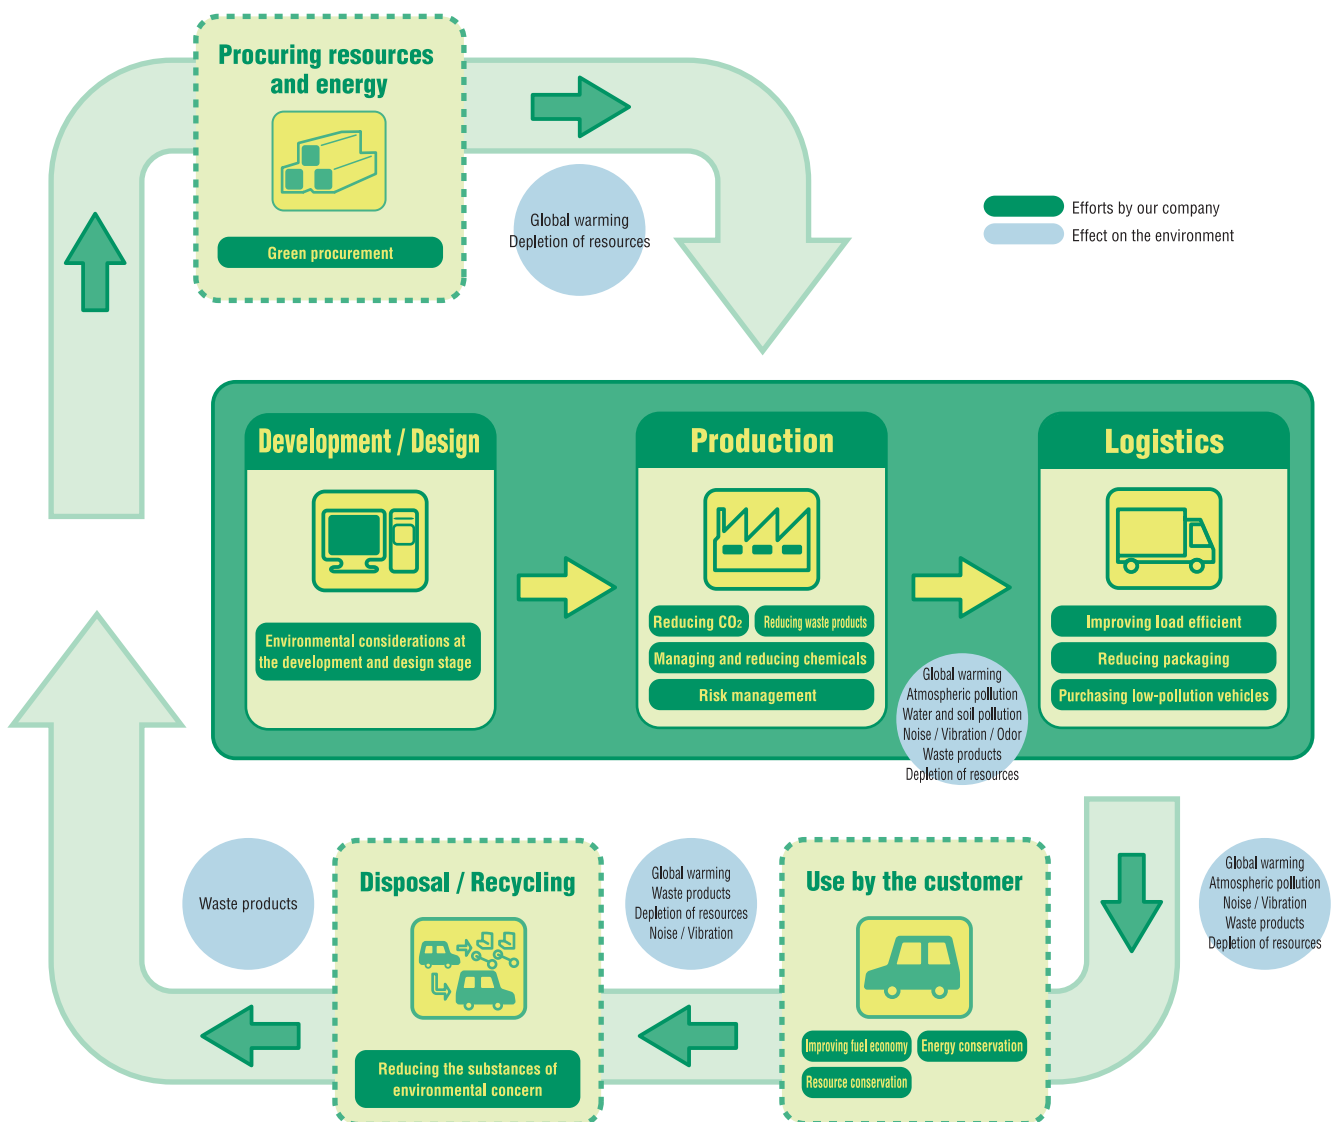 Procuring resources
and energy
Green procurement
Global warming
Depletion of resources
Efforts by our company
Effect on the environment
Development / Design
Environmental considerations at
the development and design stage
Production
Reducing CO₂
Reducing waste products
Managing and reducing chemicals
Risk management
Global warming
Atmospheric pollution
Water and soil pollution
Noise / Vibration / Odor
Waste products
Depletion of resources
Logistics
Improving load efficient
Reducing packaging
Purchasing low-pollution vehicles
Global warming
Atmospheric pollution
Noise / Vibration
Waste products
Depletion of resources
Use by the customer
Improving fuel economy
Energy conservation
Resource conservation
Global warming
Waste products
Depletion of resources
Noise / Vibration
Disposal / Recycling
Reducing the substances of
environmental concern
Waste products